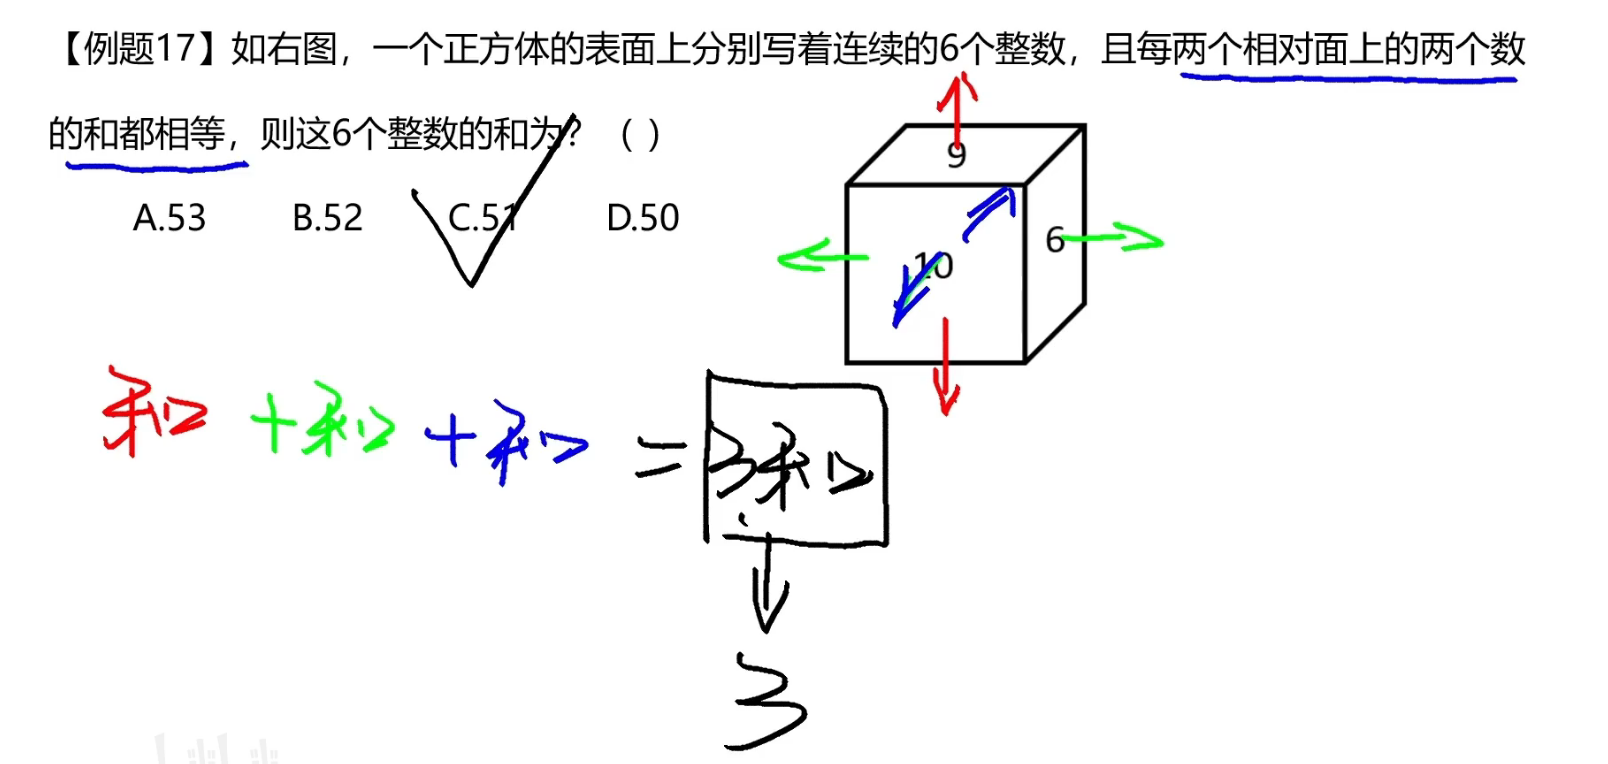 【例题17】如右图，一个正方体的表面上分别写着连续的6个整数，且每两个相对面上的两个数
的和都相等，则这6个整数的和为？（ ）
A.53 B.52 C.51 D.50
9
6
10
和 + 和 + 和 = 3和
3